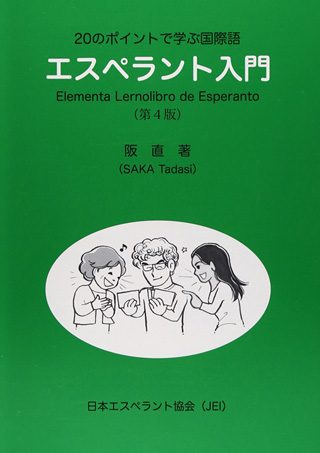 20のポイントで学ぶ国際語
エスペラント入門
Elementa Lernolibro de Esperanto
（第４版）
阪 直 著
（SAKA Tadasi）
日本エスペラント協会（JEI）